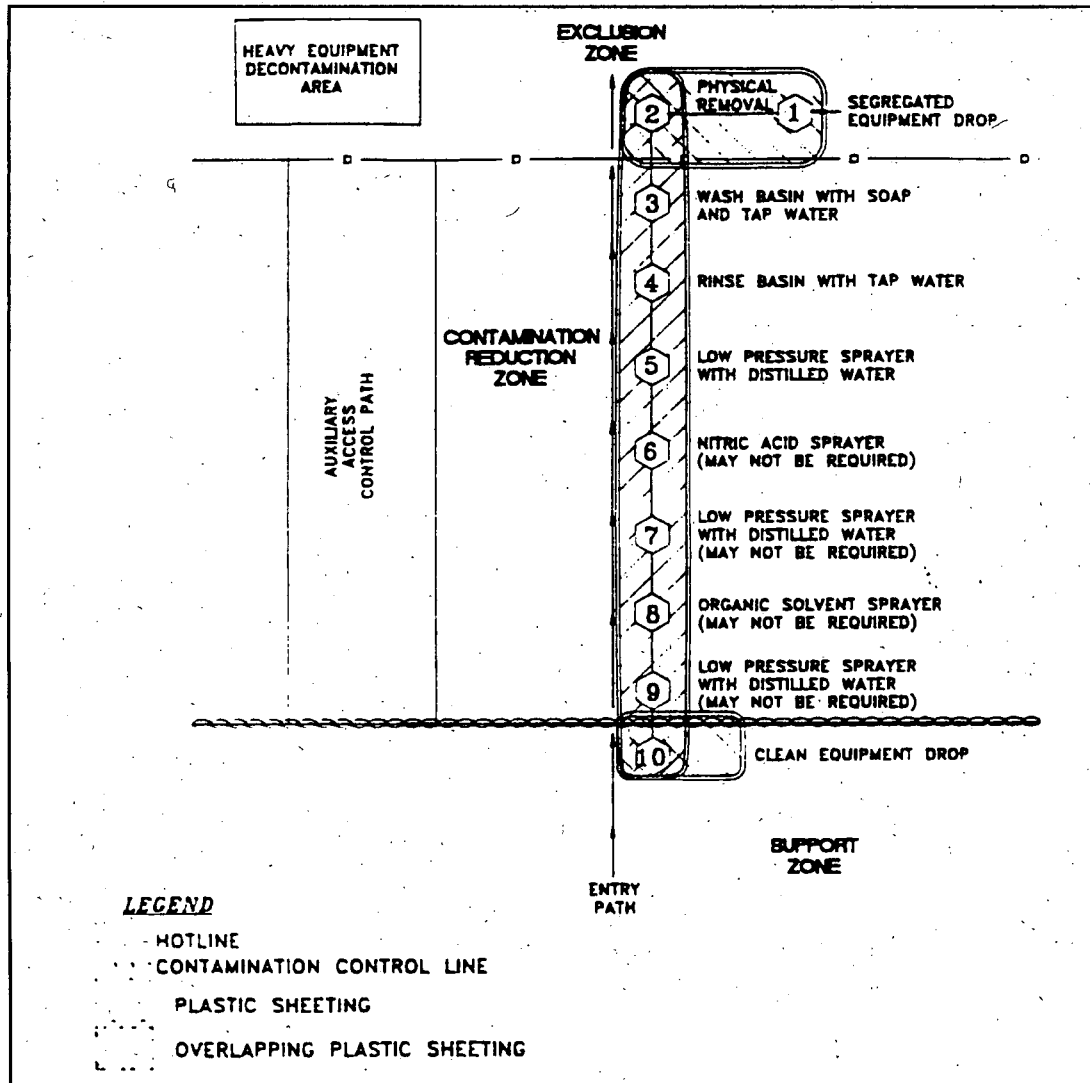 HEAVY EQUIPMENT
DECONTAMINATION
AREA
EXCLUSION
ZONE
PHYSICAL
REMOVAL
2
1
SEGREGATED
EQUIPMENT DROP
3
WASH BASIN WITH SOAP
AND TAP WATER
4
RINSE BASIN WITH TAP WATER
CONTAMINATION
REDUCTION
ZONE
5
LOW PRESSURE SPRAYER
WITH DISTILLED WATER
AUXILIARY
ACCESS
CONTROL PATH
6
NITRIC ACID SPRAYER
(MAY NOT BE REQUIRED)
7
LOW PRESSURE SPRAYER
WITH DISTILLED WATER
(MAY NOT BE REQUIRED)
8
ORGANIC SOLVENT SPRAYER
(MAY NOT BE REQUIRED)
9
LOW PRESSURE SPRAYER
WITH DISTILLED WATER
(MAY NOT BE REQUIRED)
10
CLEAN EQUIPMENT DROP
SUPPORT
ZONE
ENTRY
PATH
LEGEND
HOTLINE
CONTAMINATION CONTROL LINE
PLASTIC SHEETING
OVERLAPPING PLASTIC SHEETING